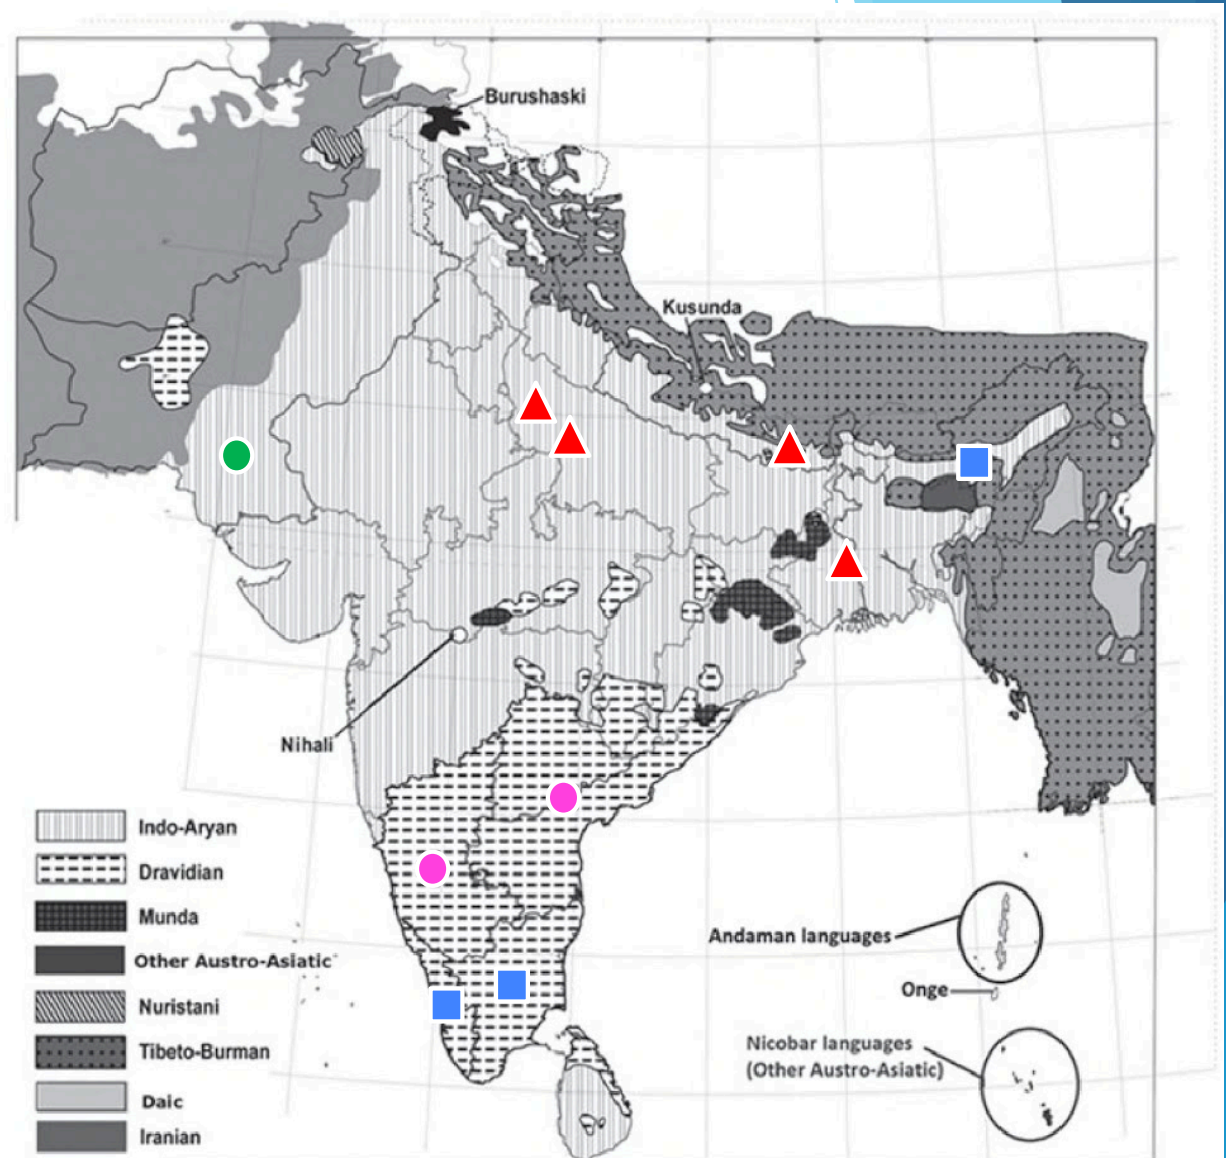 Burushaski
Kusunda
Nihali
Indo-Aryan
Dravidian
Munda
Other Austro-Asiatic
Nuristani
Tibeto-Burman
Daic
Iranian
Andaman languages
Onge
Nicobar languages
(Other Austro-Asiatic)